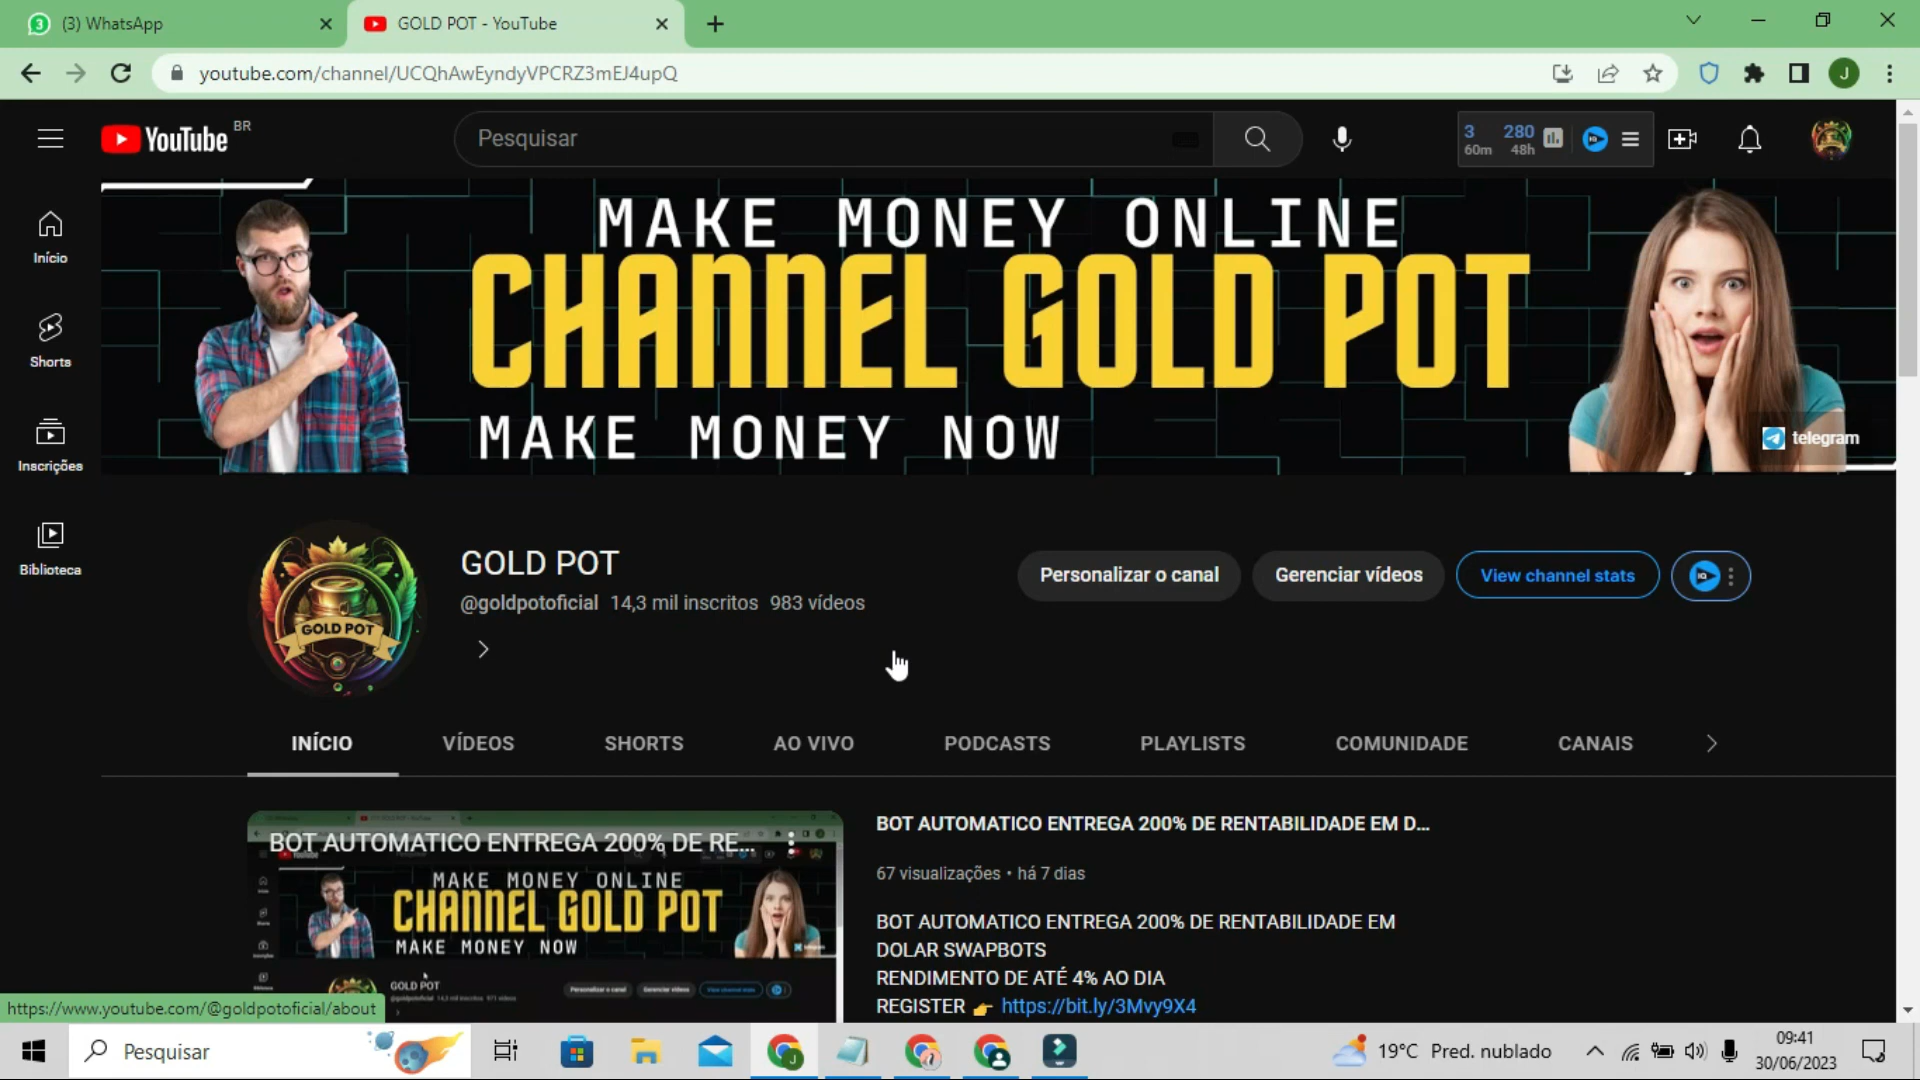 (3) WhatsApp
GOLD POT - YouTube
youtube.com/channel/UCQhAwEyndyVPCRZ3mEJ4upQ
J
YouTube BR
Pesquisar
3 280
60m 48h
Início
Shorts
Inscrições
Biblioteca
MAKE MONEY ONLINE
CHANNEL GOLD POT
MAKE MONEY NOW
telegram
GOLD POT
GOLD POT
@goldpotoficial 14,3 mil inscritos 983 vídeos
Personalizar o canal
Gerenciar vídeos
View channel stats
IQ
INÍCIO
VÍDEOS
SHORTS
AO VIVO
PODCASTS
PLAYLISTS
COMUNIDADE
CANAIS
BOT AUTOMATICO ENTREGA 200% DE RE...
MAKE MONEY ONLINE
CHANNEL GOLD POT
MAKE MONEY NOW
GOLD POT
BOT AUTOMATICO ENTREGA 200% DE RENTABILIDADE EM D...
67 visualizações • há 7 dias
BOT AUTOMATICO ENTREGA 200% DE RENTABILIDADE EM
DOLAR SWAPBOTS
RENDIMENTO DE ATÉ 4% AO DIA
REGISTER 👉 https://bit.ly/3Mvy9X4
https://www.youtube.com/@goldpotoficial/about
Pesquisar
19°C Pred. nublado
09:41
30/06/2023